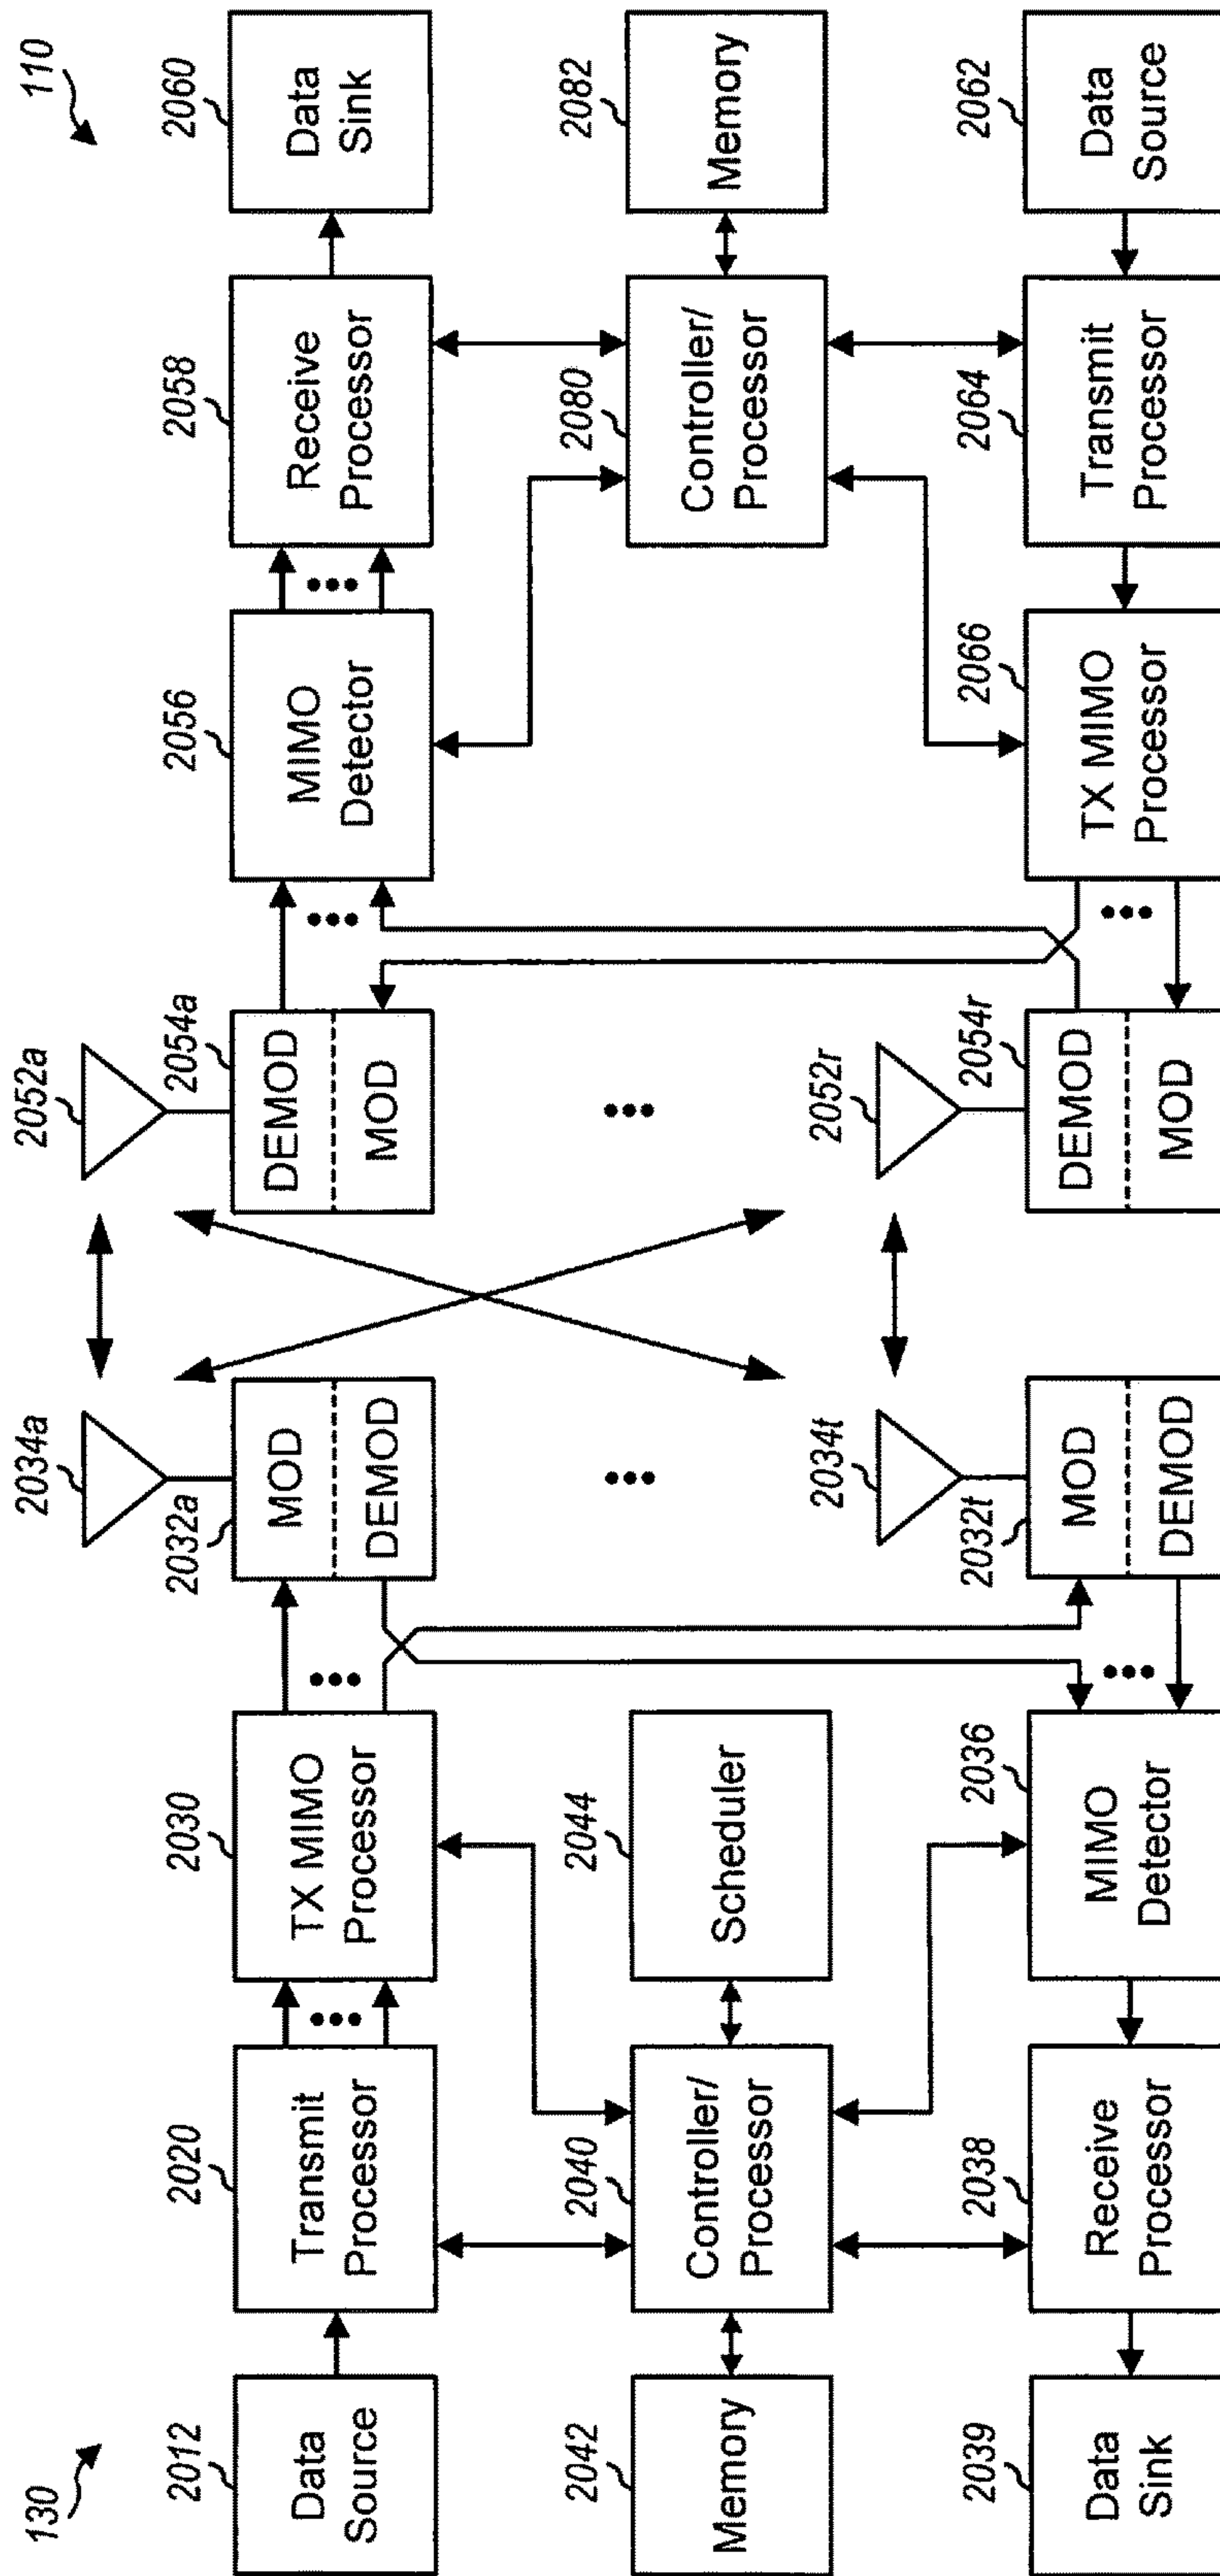 130
2012
Data
Source
2020
Transmit
Processor
2030
TX MIMO
Processor
2034a
2032a
MOD
DEMOD
2052a
2054a
DEMOD
MOD
2056
MIMO
Detector
2058
Receive
Processor
2060
Data
Sink
110
2042
Memory
2040
Controller/
Processor
2044
Scheduler
2080
Controller/
Processor
2082
Memory
2039
Data
Sink
2038
Receive
Processor
2036
MIMO
Detector
2034t
2032t
MOD
DEMOD
2052r
2054r
DEMOD
MOD
2066
TX MIMO
Processor
2064
Transmit
Processor
2062
Data
Source